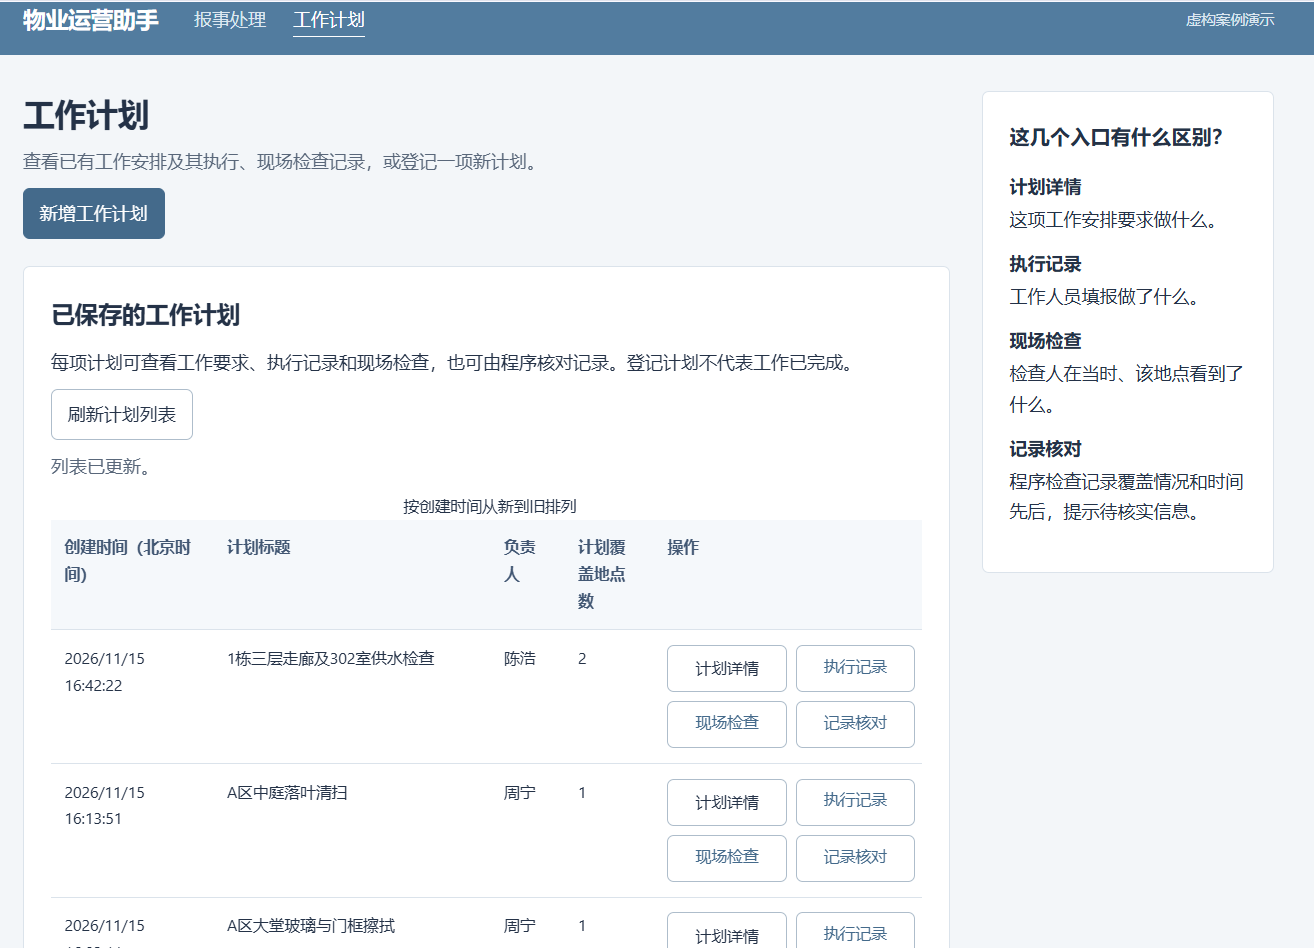 物业运营助手 报事处理 工作计划 虚构案例演示
工作计划
查看已有工作安排及其执行、现场检查记录，或登记一项新计划。
新增工作计划
已保存的工作计划
每项计划可查看工作要求、执行记录和现场检查，也可由程序核对记录。登记计划不代表工作已完成。
刷新计划列表
列表已更新。
按创建时间从新到旧排列
创建时间（北京时
间）
计划标题
负责
人
计划覆
盖地点
数
操作
2026/11/15
16:42:22
1栋三层走廊及302室供水检查
陈浩
2
计划详情 执行记录
现场检查 记录核对
2026/11/15
16:13:51
A区中庭落叶清扫
周宁
1
计划详情 执行记录
现场检查 记录核对
2026/11/15
A区大堂玻璃与门框擦拭
周宁
1
计划详情 执行记录
这几个入口有什么区别？
计划详情
这项工作安排要求做什么。
执行记录
工作人员填报做了什么。
现场检查
检查人在当时、该地点看到了
什么。
记录核对
程序检查记录覆盖情况和时间
先后，提示待核实信息。